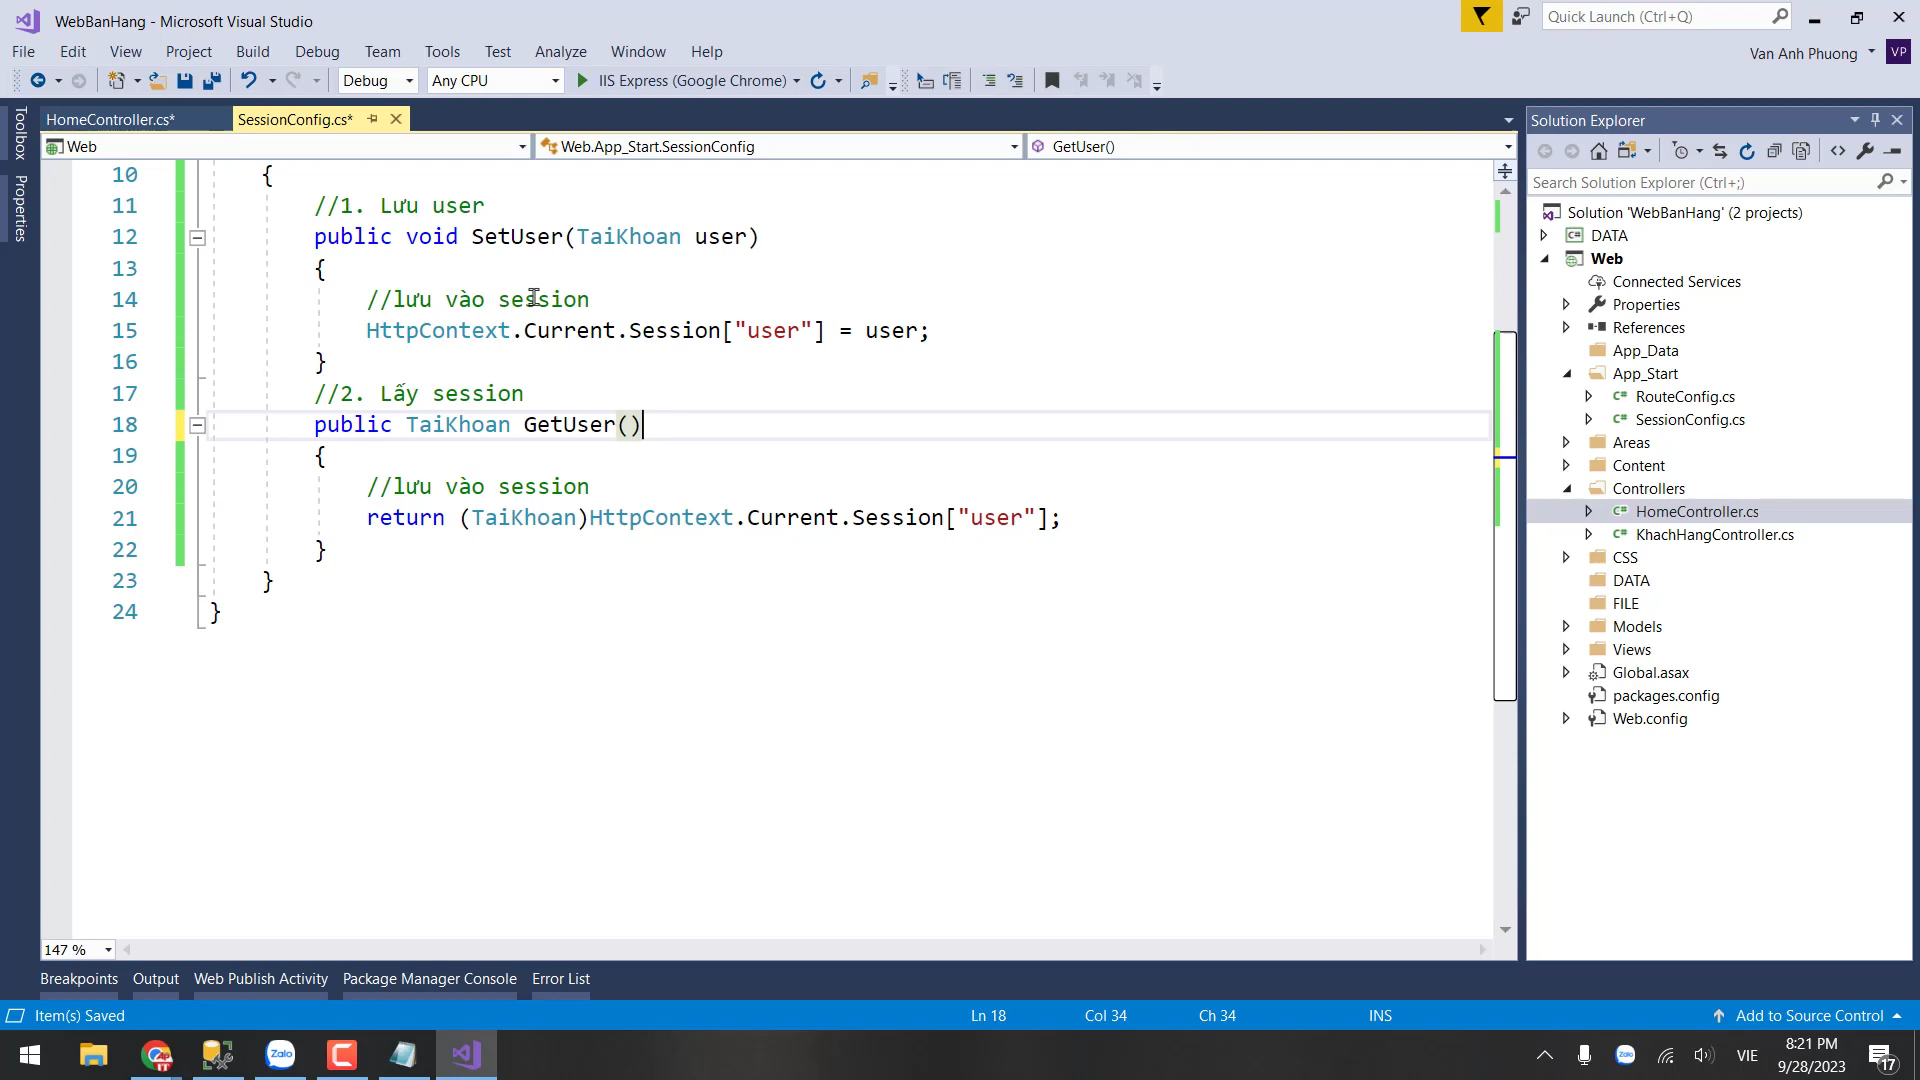 WebBanHang - Microsoft Visual Studio
Quick Launch (Ctrl+Q)
File Edit View Project Build Debug Team Tools Test Analyze Window Help
Van Anh Phuong VP
Debug Any CPU IIS Express (Google Chrome)
Toolbox
Properties
HomeController.cs* SessionConfig.cs*
Web Web.App_Start.SessionConfig GetUser()
10 {
11 //1. Lưu user
12 public void SetUser(TaiKhoan user)
13 {
14 //lưu vào session
15 HttpContext.Current.Session["user"] = user;
16 }
17 //2. Lấy session
18 public TaiKhoan GetUser()
19 {
20 //lưu vào session
21 return (TaiKhoan)HttpContext.Current.Session["user"];
22 }
23 }
24 }
147 %
Solution Explorer
Search Solution Explorer (Ctrl+;)
Solution 'WebBanHang' (2 projects)
C# DATA
Web
Connected Services
Properties
References
App_Data
App_Start
C# RouteConfig.cs
C# SessionConfig.cs
Areas
Content
Controllers
C# HomeController.cs
C# KhachHangController.cs
CSS
DATA
FILE
Models
Views
Global.asax
packages.config
Web.config
Breakpoints Output Web Publish Activity Package Manager Console Error List
Item(s) Saved Ln 18 Col 34 Ch 34 INS Add to Source Control
Zalo
VIE
8:21 PM
9/28/2023
17